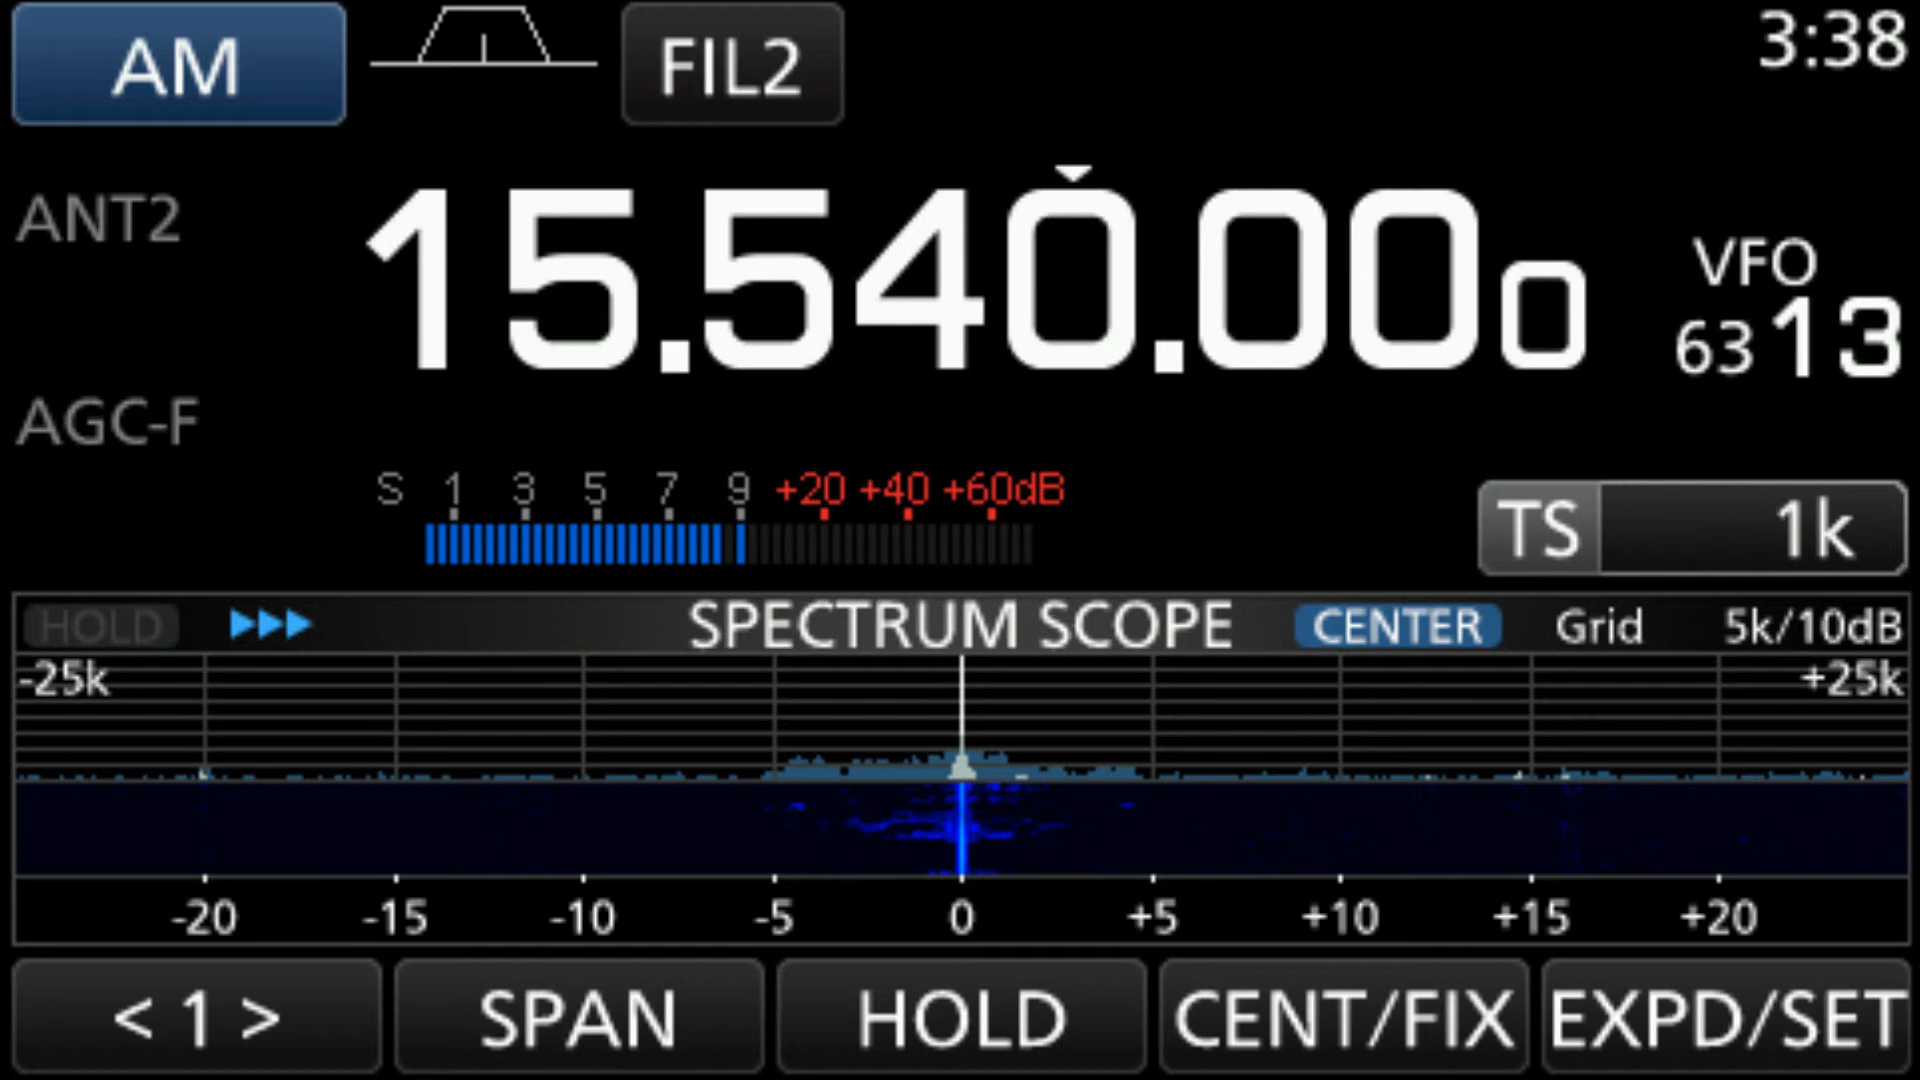 AM FIL2 3:38
ANT2
15.540.000
VFO
63 13
AGC-F
S 1 3 5 7 9 +20 +40 +60dB
TS 1k
HOLD SPECTRUM SCOPE CENTER Grid 5k/10dB
-25k +25k
-20 -15 -10 -5 0 +5 +10 +15 +20
< 1 > SPAN HOLD CENT/FIX EXPD/SET